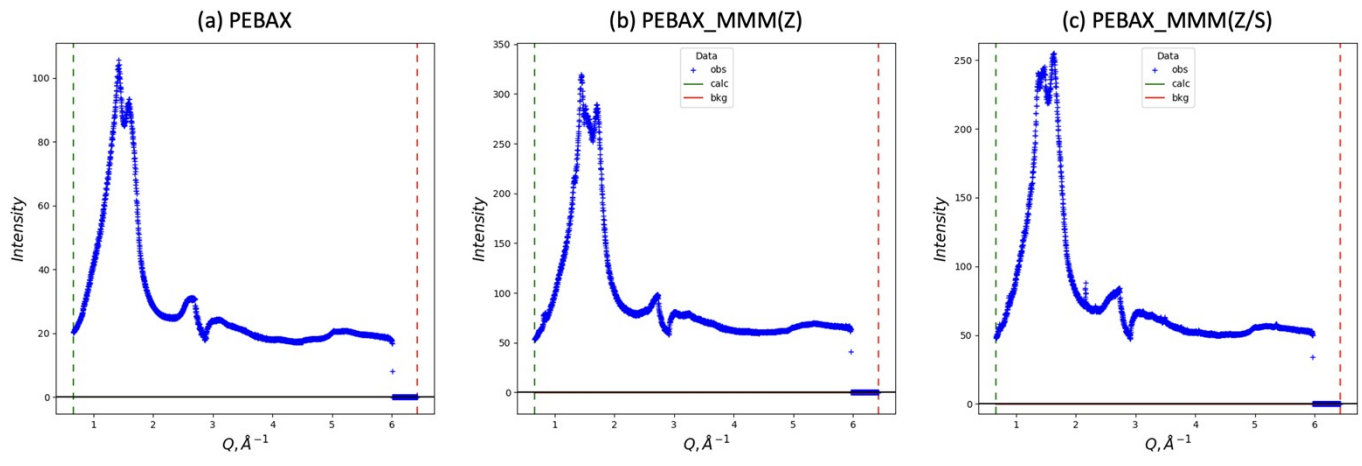 (a) PEBAX
(b) PEBAX_MMM(Z)
(c) PEBAX_MMM(Z/S)
Intensity
100
80
60
40
20
0
1
2
3
4
5
6
Q, Å⁻¹
Intensity
350
300
250
200
150
100
50
0
1
2
3
4
5
6
Q, Å⁻¹
Data
obs
calc
bkg
Intensity
250
200
150
100
50
0
1
2
3
4
5
6
Q, Å⁻¹
Data
obs
calc
bkg